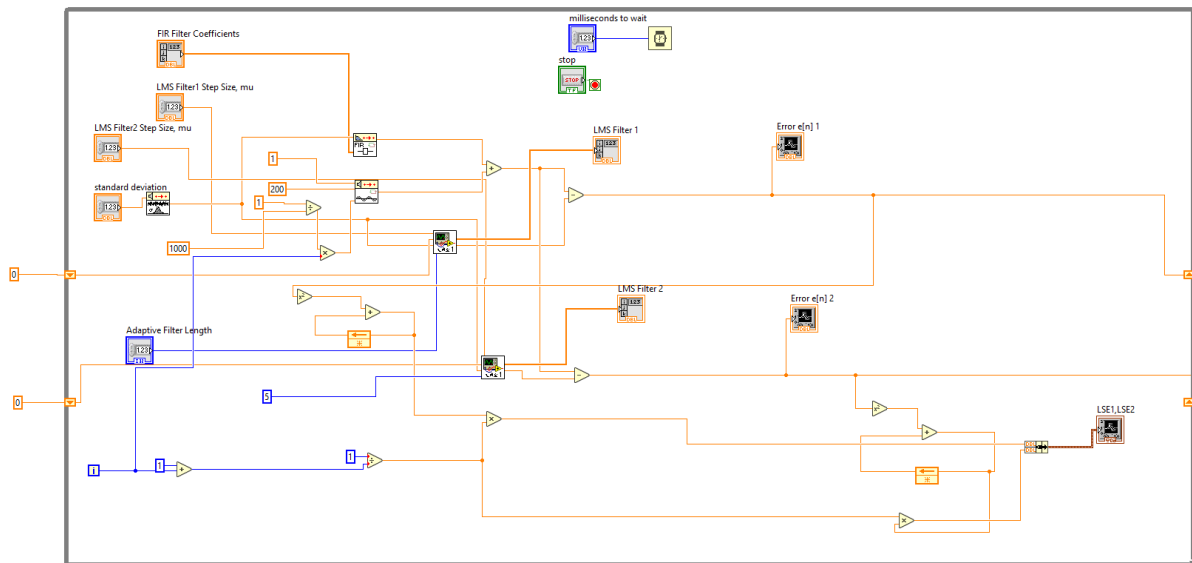 milliseconds to wait
FIR Filter Coefficients
stop
STOP
LMS Filter1 Step Size, mu
LMS Filter2 Step Size, mu
LMS Filter 1
Error e[n] 1
FIR
1
standard deviation
200
1
1000
0
LMS Filter 2
Error e[n] 2
Adaptive Filter Length
5
0
LSE1,LSE2
1
1
i